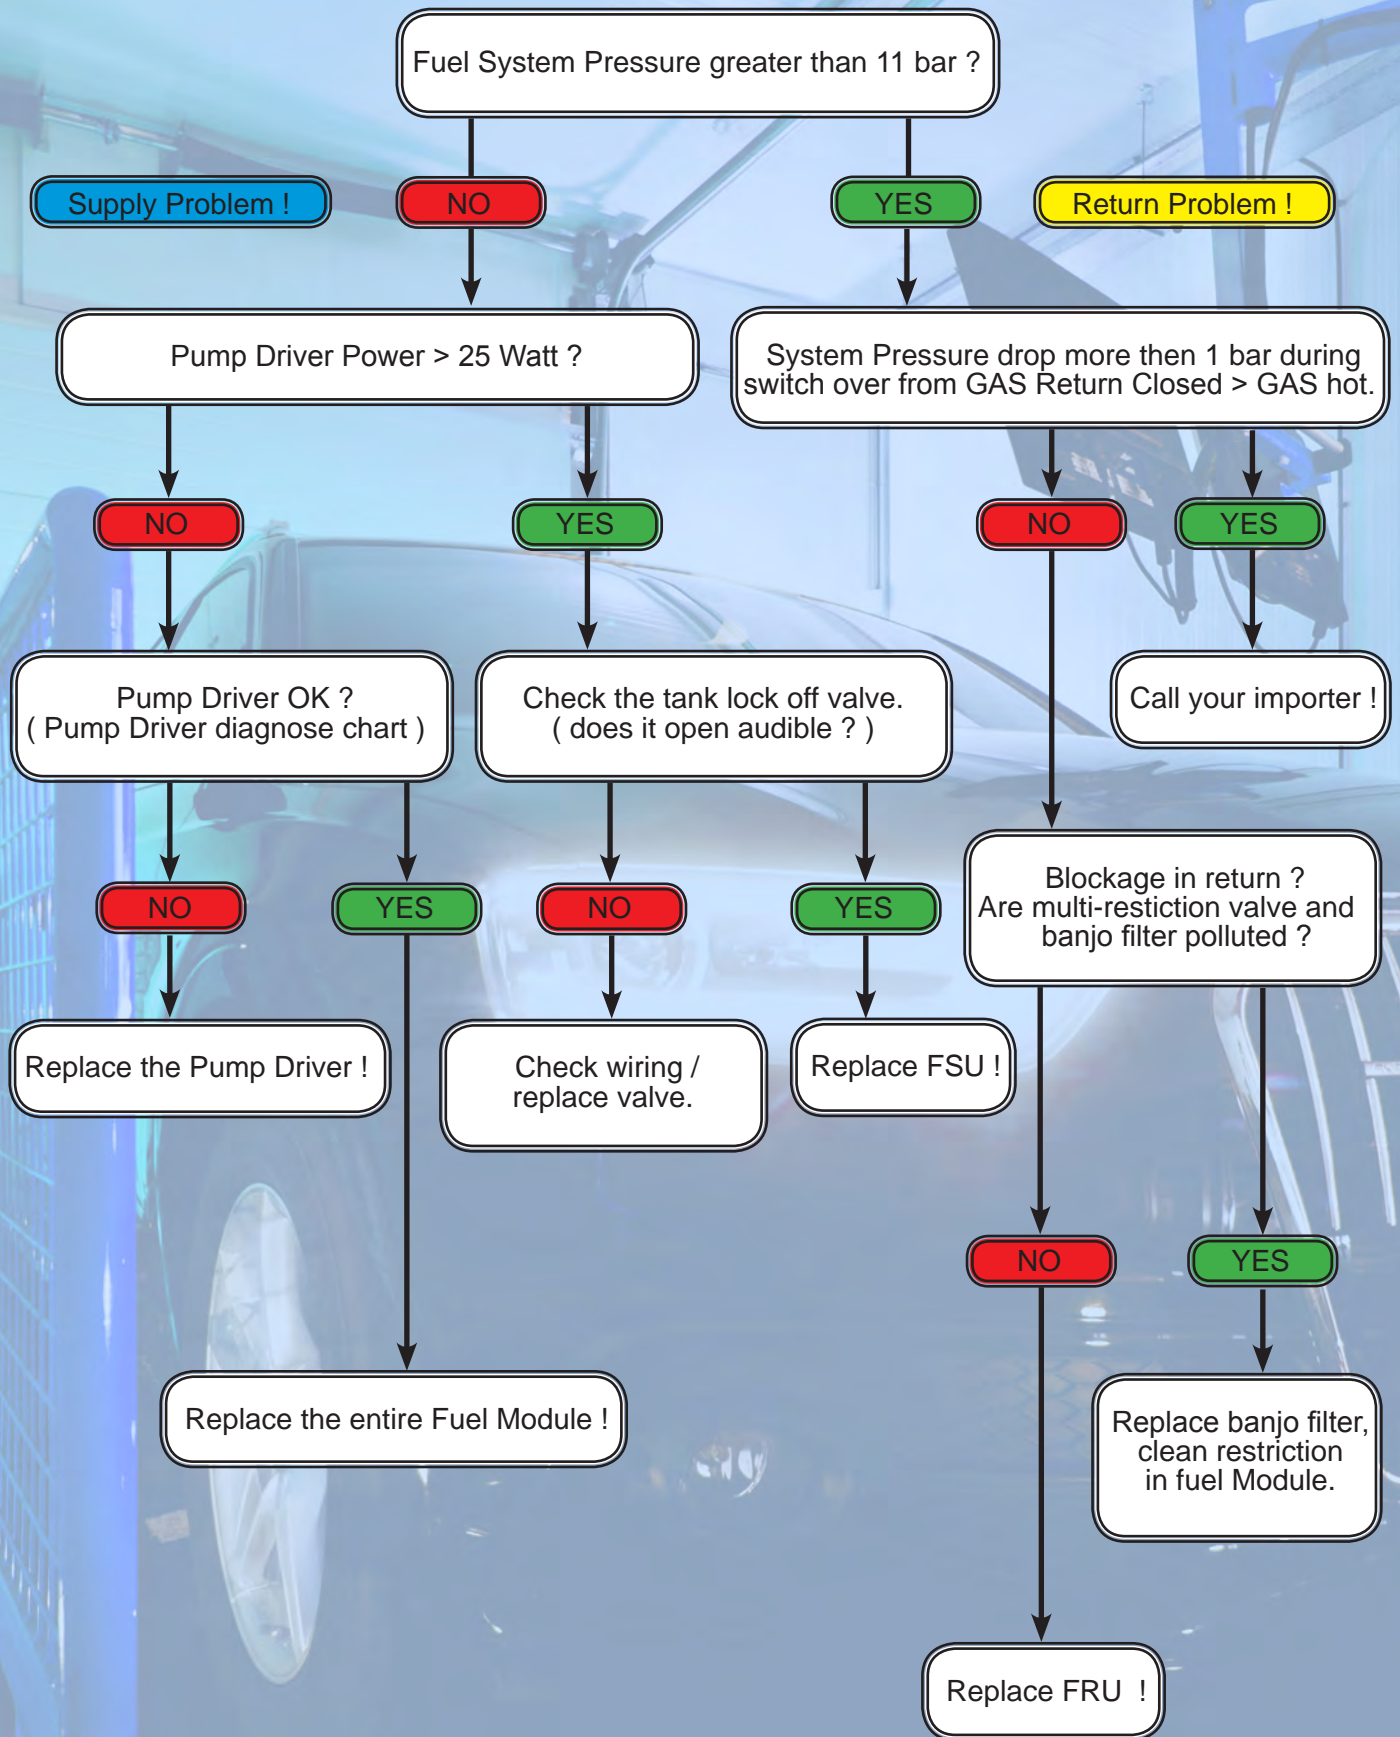 Fuel System Pressure greater than 11 bar ?
Supply Problem !
NO
YES
Return Problem !
Pump Driver Power > 25 Watt ?
System Pressure drop more then 1 bar during
switch over from GAS Return Closed > GAS hot.
NO
YES
NO
YES
Pump Driver OK ?
( Pump Driver diagnose chart )
Check the tank lock off valve.
( does it open audible ? )
Call your importer !
NO
YES
NO
YES
Blockage in return ?
Are multi-restiction valve and
banjo filter polluted ?
Replace the Pump Driver !
Check wiring /
replace valve.
Replace FSU !
NO
YES
Replace the entire Fuel Module !
Replace banjo filter,
clean restriction
in fuel Module.
Replace FRU !